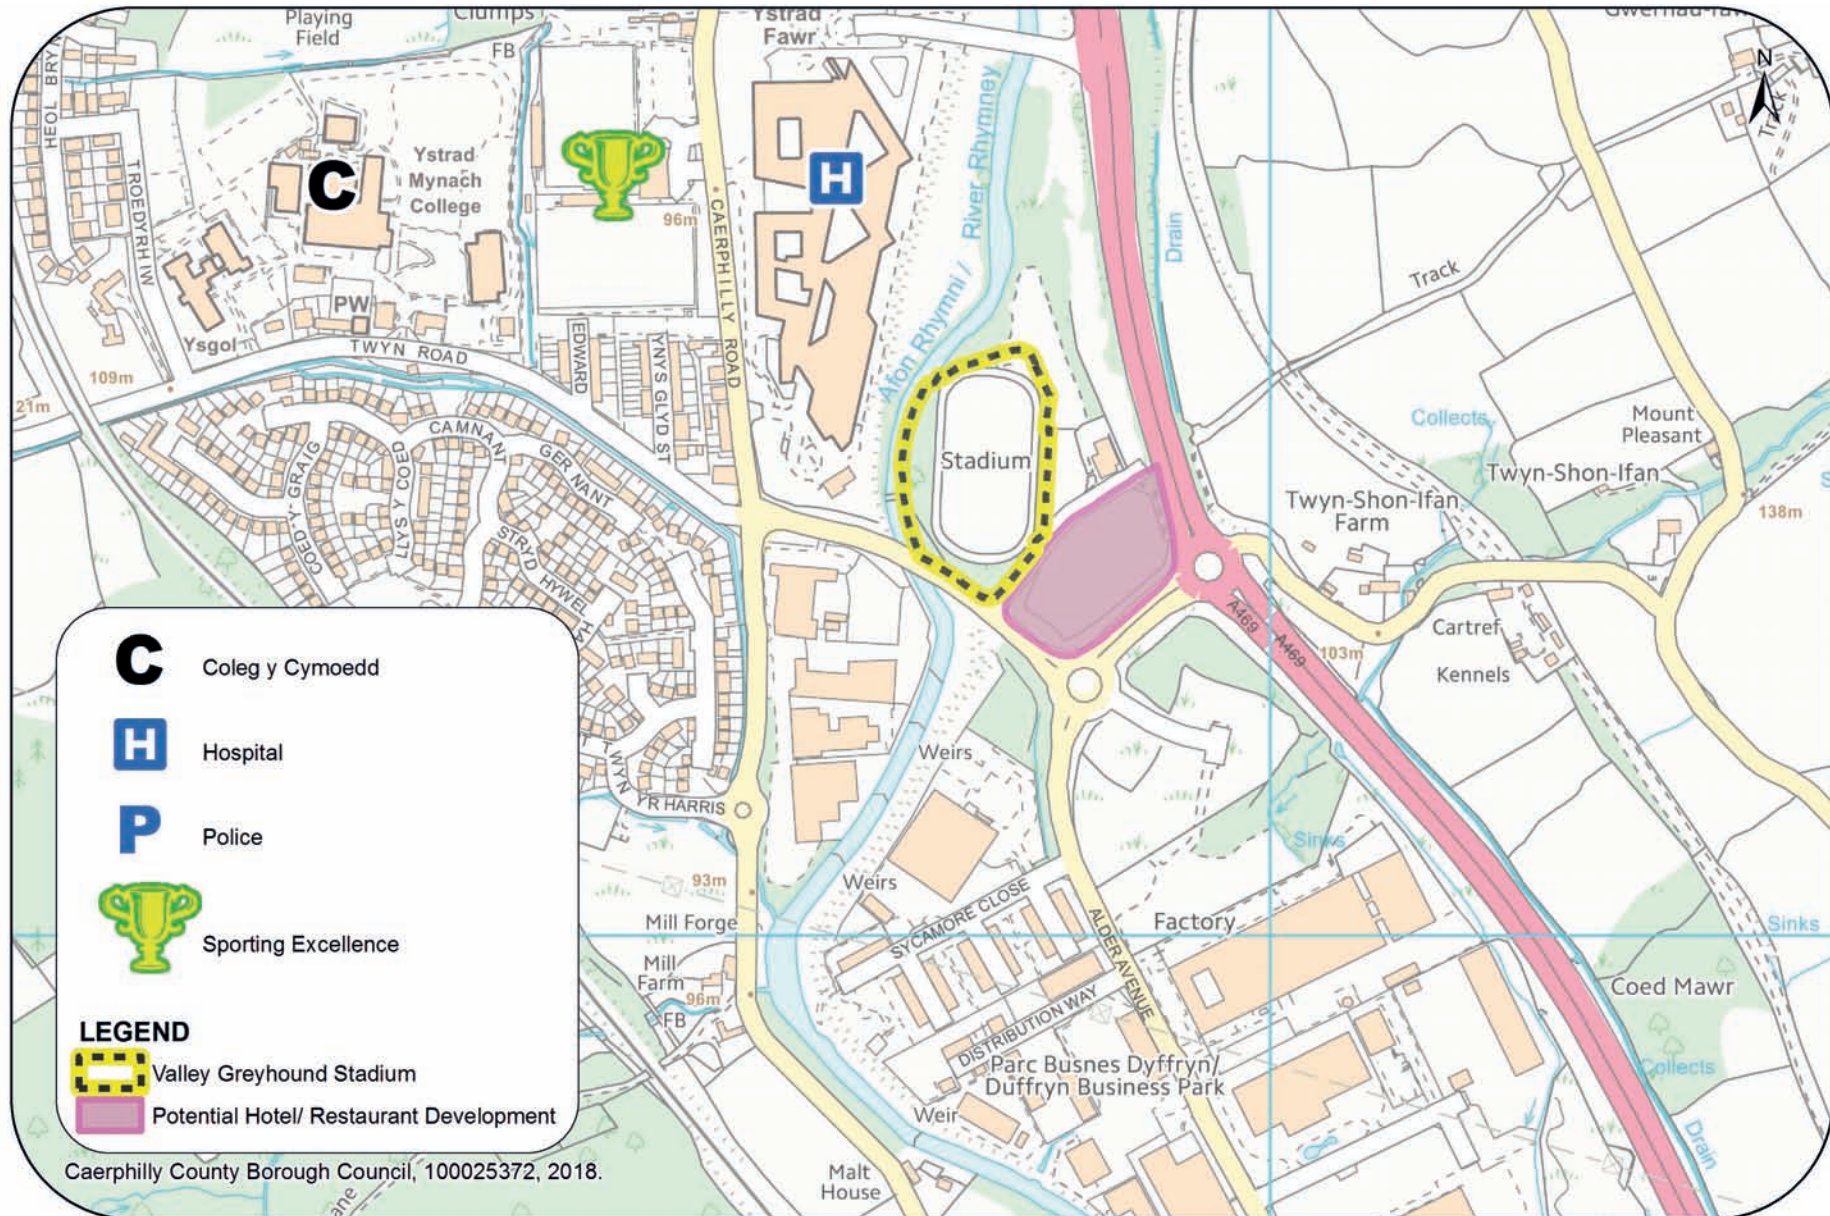 Playing
Field
Clumps
FB
Ystrad
Fawr
N
Track
HEOL BRYN
TROEDYRHIW
C
Ystrad
Mynach
College
96m
H
CAERPHILLY ROAD
Afon Rhymni / River Rhymney
Drain
Track
PW
Ysgol
TWYN ROAD
EDWARD
YNYS GLYD ST
109m
21m
CAMNANT
GER NANT
COED-Y-GRAIG
LLYS Y COED
STRYD HYWEL HA
Stadium
Collects
Mount
Pleasant
Twyn-Shon-Ifan
Twyn-Shon-Ifan
Farm
138m
A469
A469
103m
Cartref
Kennels
TWYN YR HARRIS
Weirs
Sinks
93m
Weirs
Mill Forge
SYCAMORE CLOSE
Factory
ALDER AVENUE
Sinks
Mill
Farm
96m
FB
DISTRIBUTION WAY
Coed Mawr
Parc Busnes Dyffryn/
Duffryn Business Park
Collects
Weir
Drain
Malt
House
C Coleg y Cymoedd
H Hospital
P Police
Sporting Excellence
LEGEND
Valley Greyhound Stadium
Potential Hotel/ Restaurant Development
Caerphilly County Borough Council, 100025372, 2018.